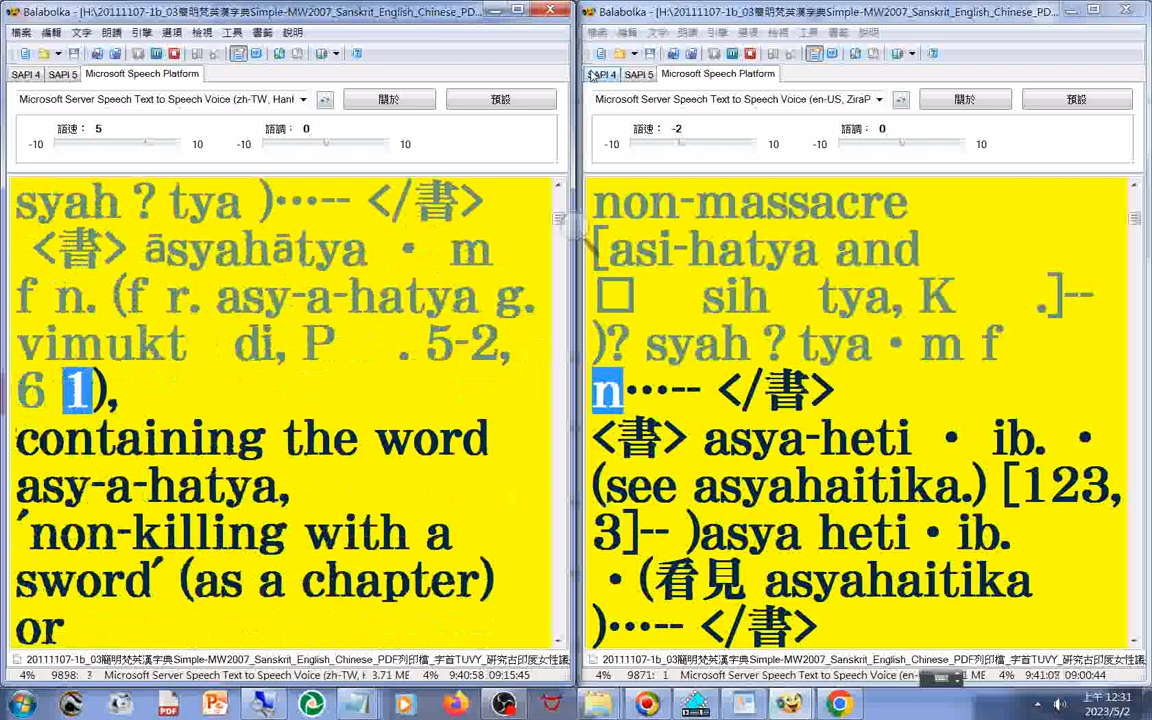 Balabolka - [H:\20111107-1b_03簡明梵英漢字典Simple-MW2007_Sanskrit_English_Chinese_PD...
檔案 編輯 文字 朗讀 引擎 選項 檢視 工具 書籤 說明
SAPI 4 SAPI 5 Microsoft Speech Platform
Microsoft Server Speech Text to Speech Voice (zh-TW, Hanl
關於
預設
語速： 5
語調： 0
-10 10 -10 10
syah ? tya )···-- </書>
<書> āsyahātya • m
f n. (f r. asy-a-hatya g.
vimukt di, P . 5-2,
6 1),
containing the word
asy-a-hatya,
´non-killing with a
sword´ (as a chapter)
or
20111107-1b_03簡明梵英漢字典Simple-MW2007_Sanskrit_English_Chinese_PDF列印檔_字首TUVY_研究古印度女性議
4% 9898: Microsoft Server Speech Text to Speech Voice (zh-TW, H 3.71 ME 4% 9:40:58 09:15:45
Balabolka - [H:\20111107-1b_03簡明梵英漢字典Simple-MW2007_Sanskrit_English_Chinese_PD...
檔案 編輯 文字 朗讀 引擎 選項 檢視 工具 書籤 說明
SAPI 4 SAPI 5 Microsoft Speech Platform
Microsoft Server Speech Text to Speech Voice (en-US, ZiraP
關於
預設
語速： -2
語調： 0
-10 10 -10 10
non-massacre
[asi-hatya and
□ sih tya, K .]--
)? syah ? tya • m f
n···-- </書>
<書> asya-heti • ib. •
(see asyahaitika.) [123,
3]-- )asya heti • ib.
• (看見 asyahaitika
)···-- </書>
20111107-1b_03簡明梵英漢字典Simple-MW2007_Sanskrit_English_Chinese_PDF列印檔_字首TUVY_研究古印度女性議
4% 9871: 1 Microsoft Server Speech Text to Speech Voice (en- ME 4% 9:41:07 09:00:44
上午 12:31
2023/5/2